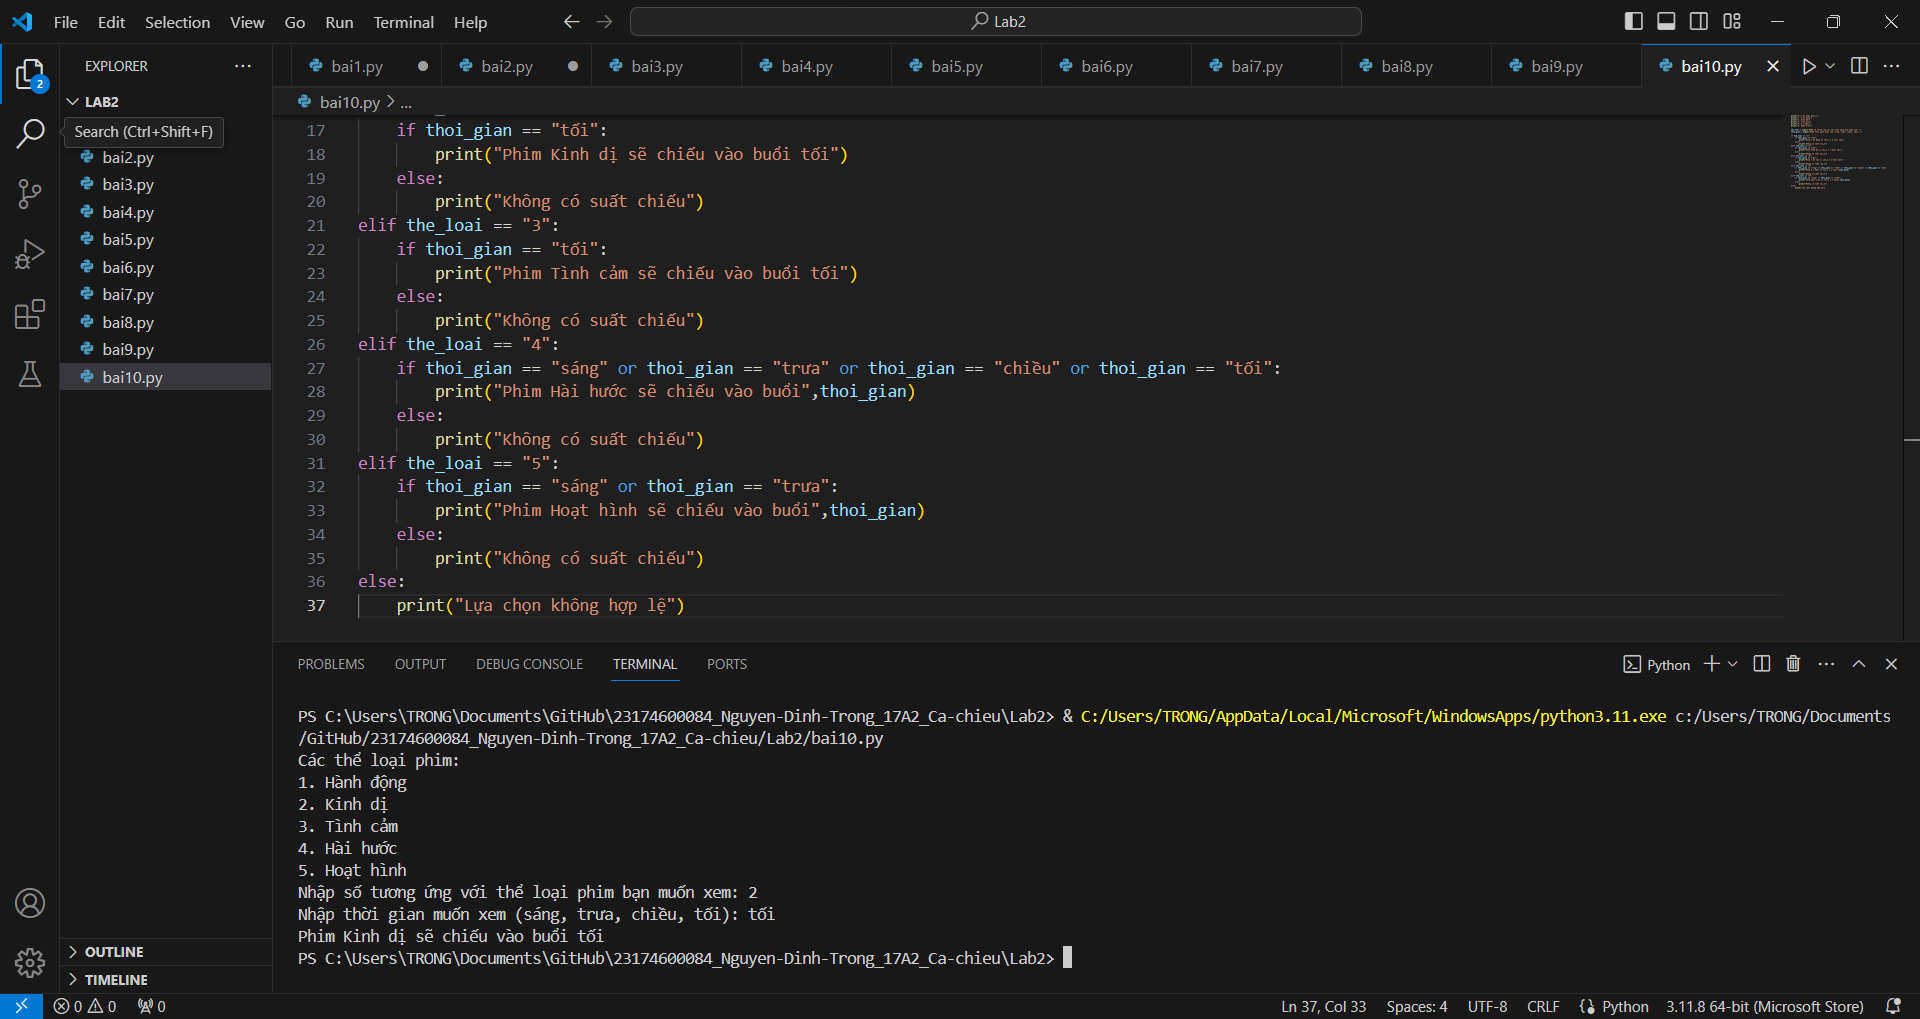 File Edit Selection View Go Run Terminal Help
Lab2
EXPLORER
bai1.py bai2.py bai3.py bai4.py bai5.py bai6.py bai7.py bai8.py bai9.py bai10.py
2
LAB2
Search (Ctrl+Shift+F)
bai2.py
bai3.py
bai4.py
bai5.py
bai6.py
bai7.py
bai8.py
bai9.py
bai10.py
OUTLINE
TIMELINE
bai10.py > ...
17 if thoi_gian == "tối":
18 print("Phim Kinh dị sẽ chiếu vào buổi tối")
19 else:
20 print("Không có suất chiếu")
21 elif the_loai == "3":
22 if thoi_gian == "tối":
23 print("Phim Tình cảm sẽ chiếu vào buổi tối")
24 else:
25 print("Không có suất chiếu")
26 elif the_loai == "4":
27 if thoi_gian == "sáng" or thoi_gian == "trưa" or thoi_gian == "chiều" or thoi_gian == "tối":
28 print("Phim Hài hước sẽ chiếu vào buổi",thoi_gian)
29 else:
30 print("Không có suất chiếu")
31 elif the_loai == "5":
32 if thoi_gian == "sáng" or thoi_gian == "trưa":
33 print("Phim Hoạt hình sẽ chiếu vào buổi",thoi_gian)
34 else:
35 print("Không có suất chiếu")
36 else:
37 print("Lựa chọn không hợp lệ")
PROBLEMS OUTPUT DEBUG CONSOLE TERMINAL PORTS
Python
PS C:\Users\TRONG\Documents\GitHub\23174600084_Nguyen-Dinh-Trong_17A2_Ca-chieu\Lab2> & C:/Users/TRONG/AppData/Local/Microsoft/WindowsApps/python3.11.exe c:/Users/TRONG/Documents
/GitHub/23174600084_Nguyen-Dinh-Trong_17A2_Ca-chieu/Lab2/bai10.py
Các thể loại phim:
1. Hành động
2. Kinh dị
3. Tình cảm
4. Hài hước
5. Hoạt hình
Nhập số tương ứng với thể loại phim bạn muốn xem: 2
Nhập thời gian muốn xem (sáng, trưa, chiều, tối): tối
Phim Kinh dị sẽ chiếu vào buổi tối
PS C:\Users\TRONG\Documents\GitHub\23174600084_Nguyen-Dinh-Trong_17A2_Ca-chieu\Lab2>
0 0 0
Ln 37, Col 33 Spaces: 4 UTF-8 CRLF Python 3.11.8 64-bit (Microsoft Store)